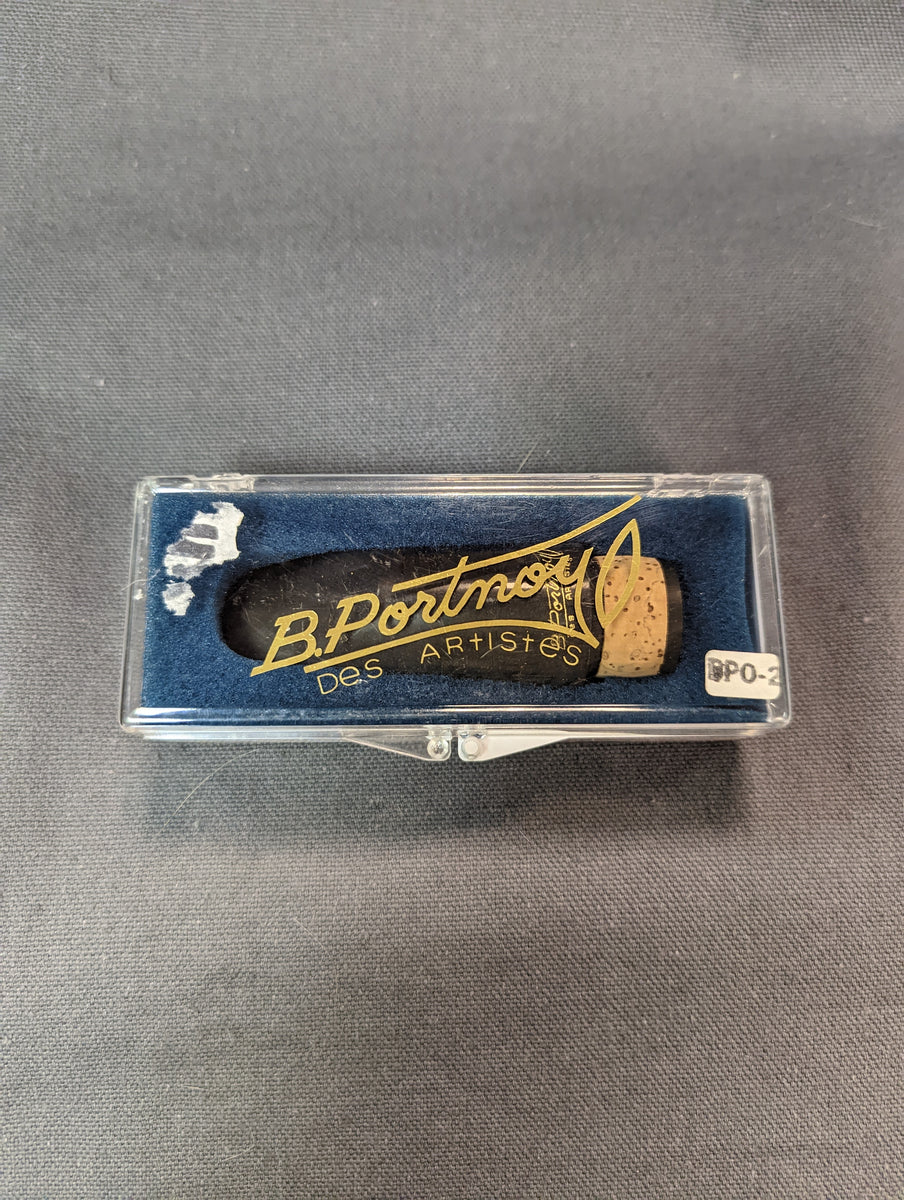 B.Portnoy
Des ARtistes
BPO-2